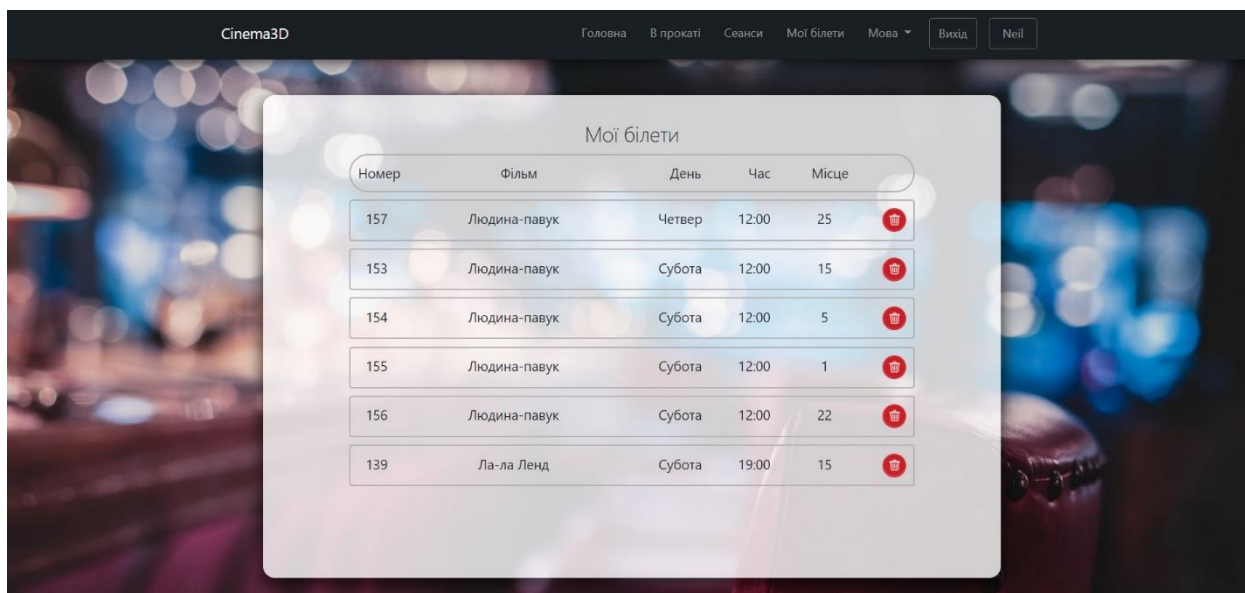 Cinema3D Головна В прокаті Сеанси Мої білети Мова Вихід Neil
Мої білети
Номер Фільм День Час Місце
157 Людина-павук Четвер 12:00 25
153 Людина-павук Субота 12:00 15
154 Людина-павук Субота 12:00 5
155 Людина-павук Субота 12:00 1
156 Людина-павук Субота 12:00 22
139 Ла-ла Ленд Субота 19:00 15